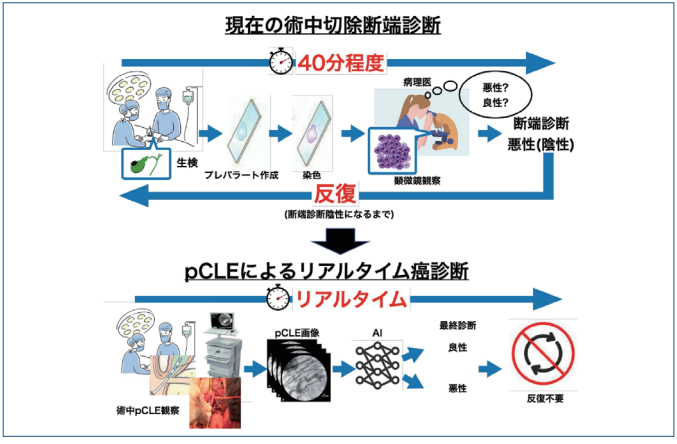 現在の術中切除断端診断
40分程度
病理医
悪性?
良性?
生検
プレパラート作成
染色
顕微鏡観察
断端診断
悪性(陰性)
反復
(断端診断陰性になるまで)
pCLEによるリアルタイム癌診断
リアルタイム
pCLE画像
AI
最終診断
良性
悪性
術中pCLE観察
反復不要